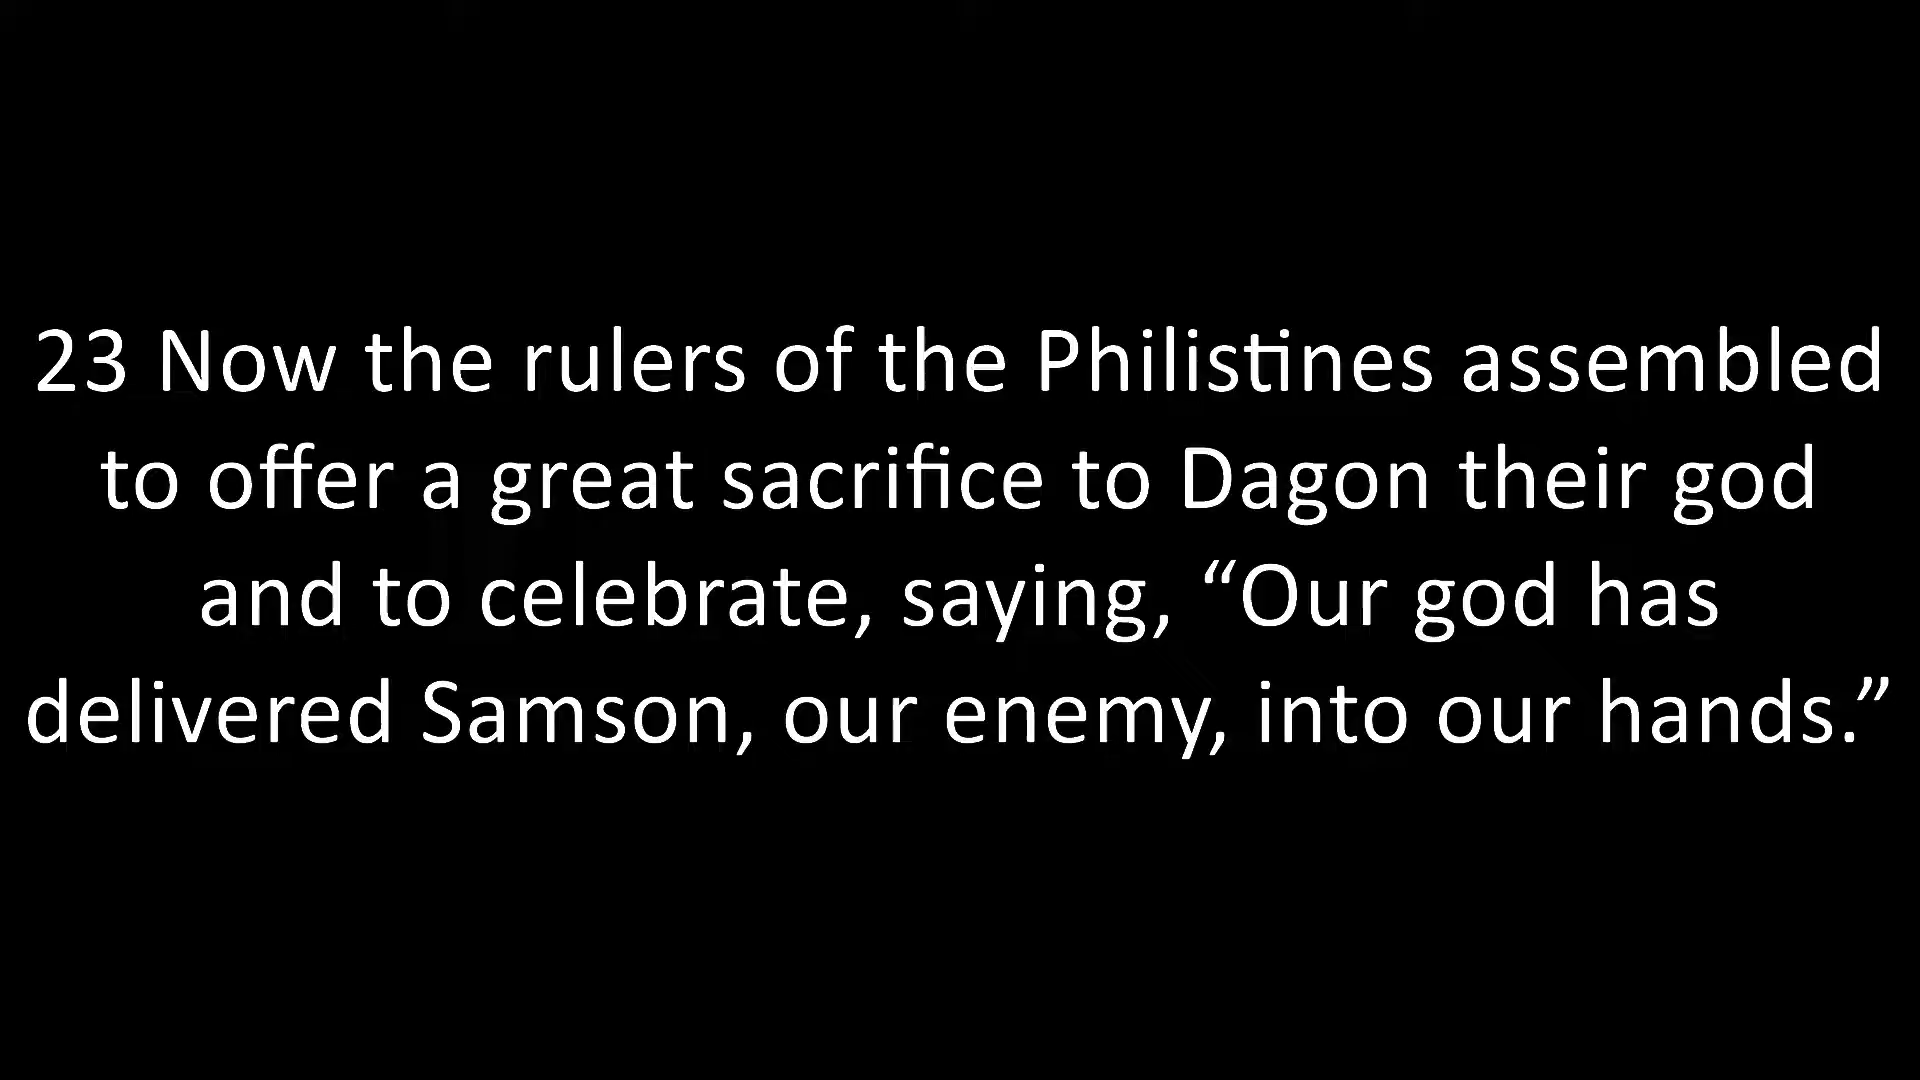 23 Now the rulers of the Philistines assembled
to offer a great sacrifice to Dagon their god
and to celebrate, saying, “Our god has
delivered Samson, our enemy, into our hands.”